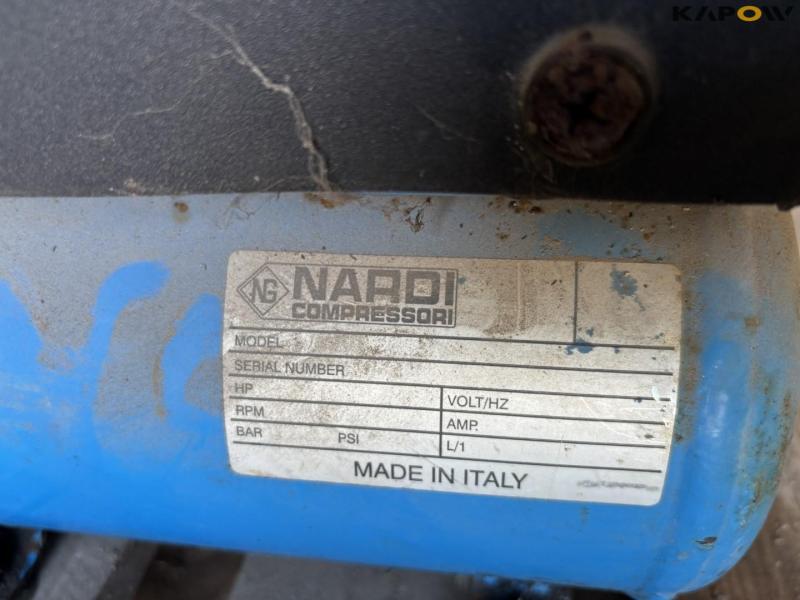 KAPOW
NG NARDI
COMPRESSORI
MODEL
SERIAL NUMBER
HP VOLT/HZ
RPM AMP.
BAR PSI L/1
MADE IN ITALY